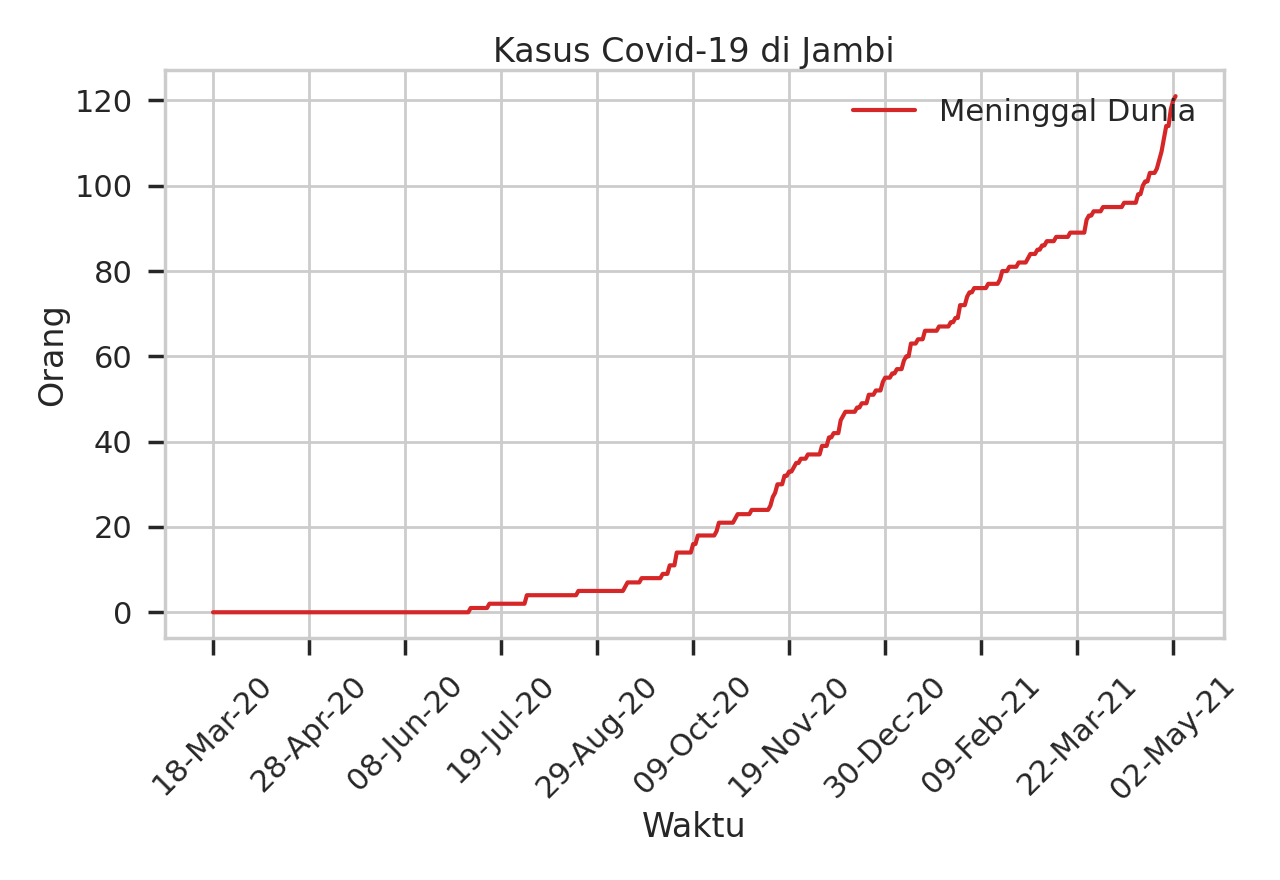 Kasus Covid-19 di Jambi
Meninggal Dunia
120
100
80
60
40
20
0
Orang
18-Mar-20
28-Apr-20
08-Jun-20
19-Jul-20
29-Aug-20
09-Oct-20
19-Nov-20
30-Dec-20
09-Feb-21
22-Mar-21
02-May-21
Waktu